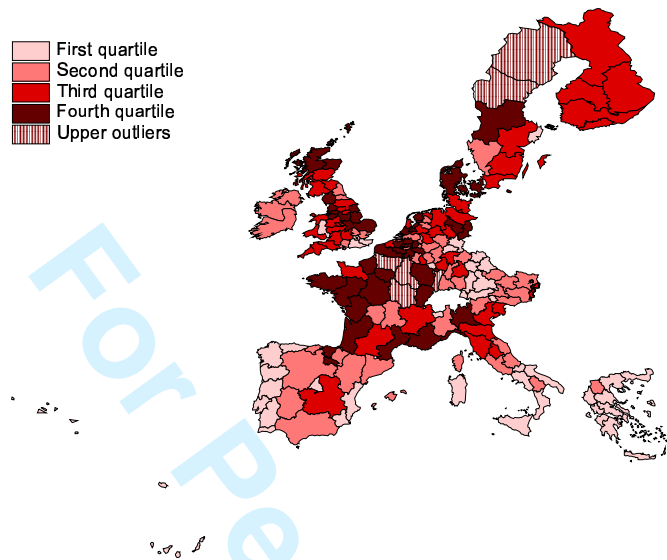 First quartile
Second quartile
Third quartile
Fourth quartile
Upper outliers
For Pe